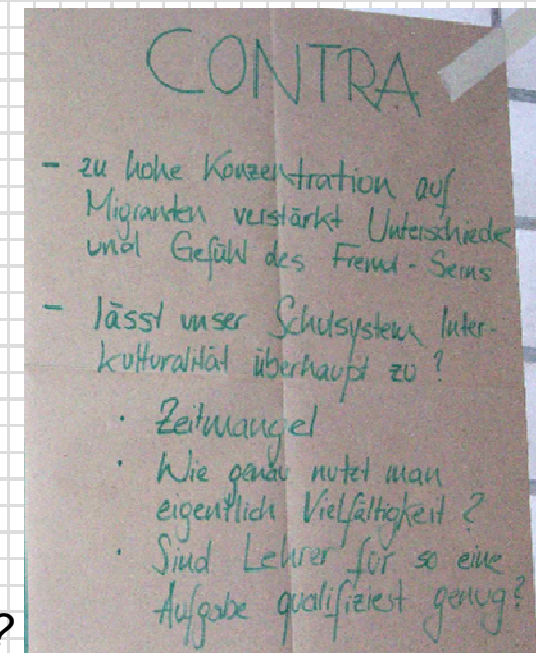 CONTRA
- zu hohe Konzentration auf
Migranten verstärkt Unterschiede
und Gefühl des Fremd-Seins
- lässt unser Schulsystem Inter-
kulturalität überhaupt zu?
· Zeitmangel
· Wie genau nutzt man
eigentlich Vielfältigkeit?
· Sind Lehrer für so eine
Aufgabe qualifiziert genug?
?